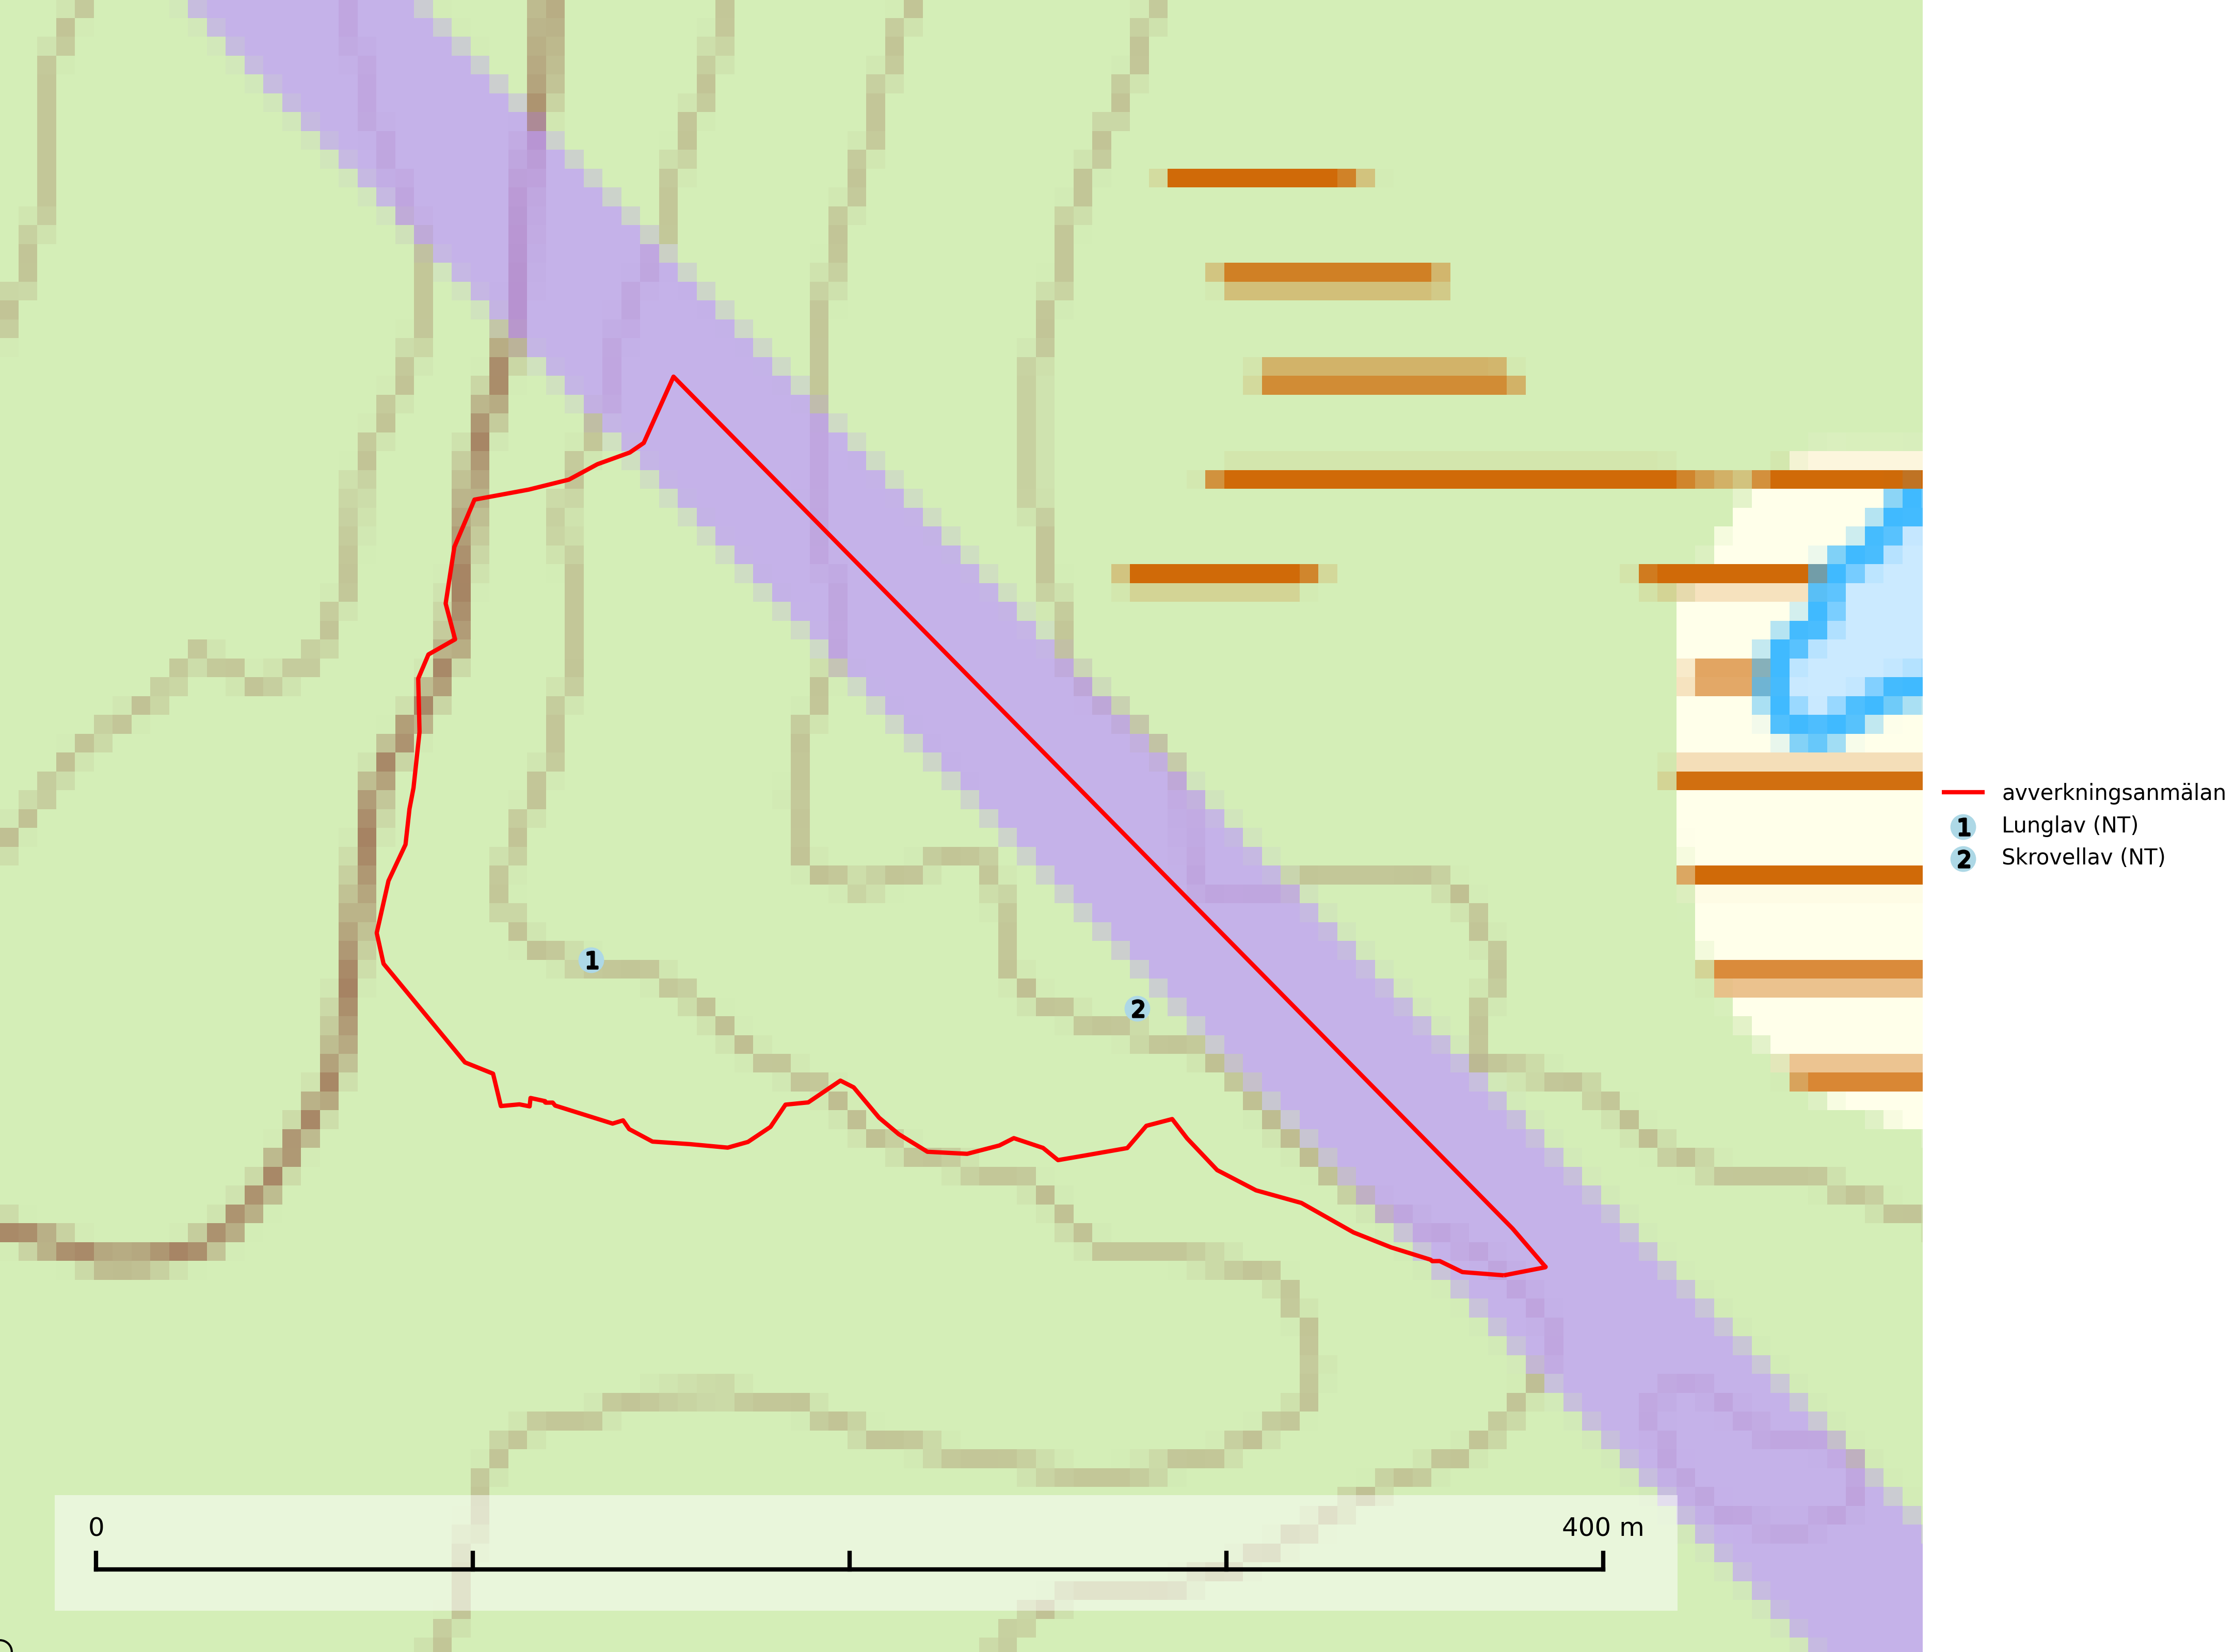 1
2
avverkningsanmälan
1 Lunglav (NT)
2 Skrovellav (NT)
0 400 m